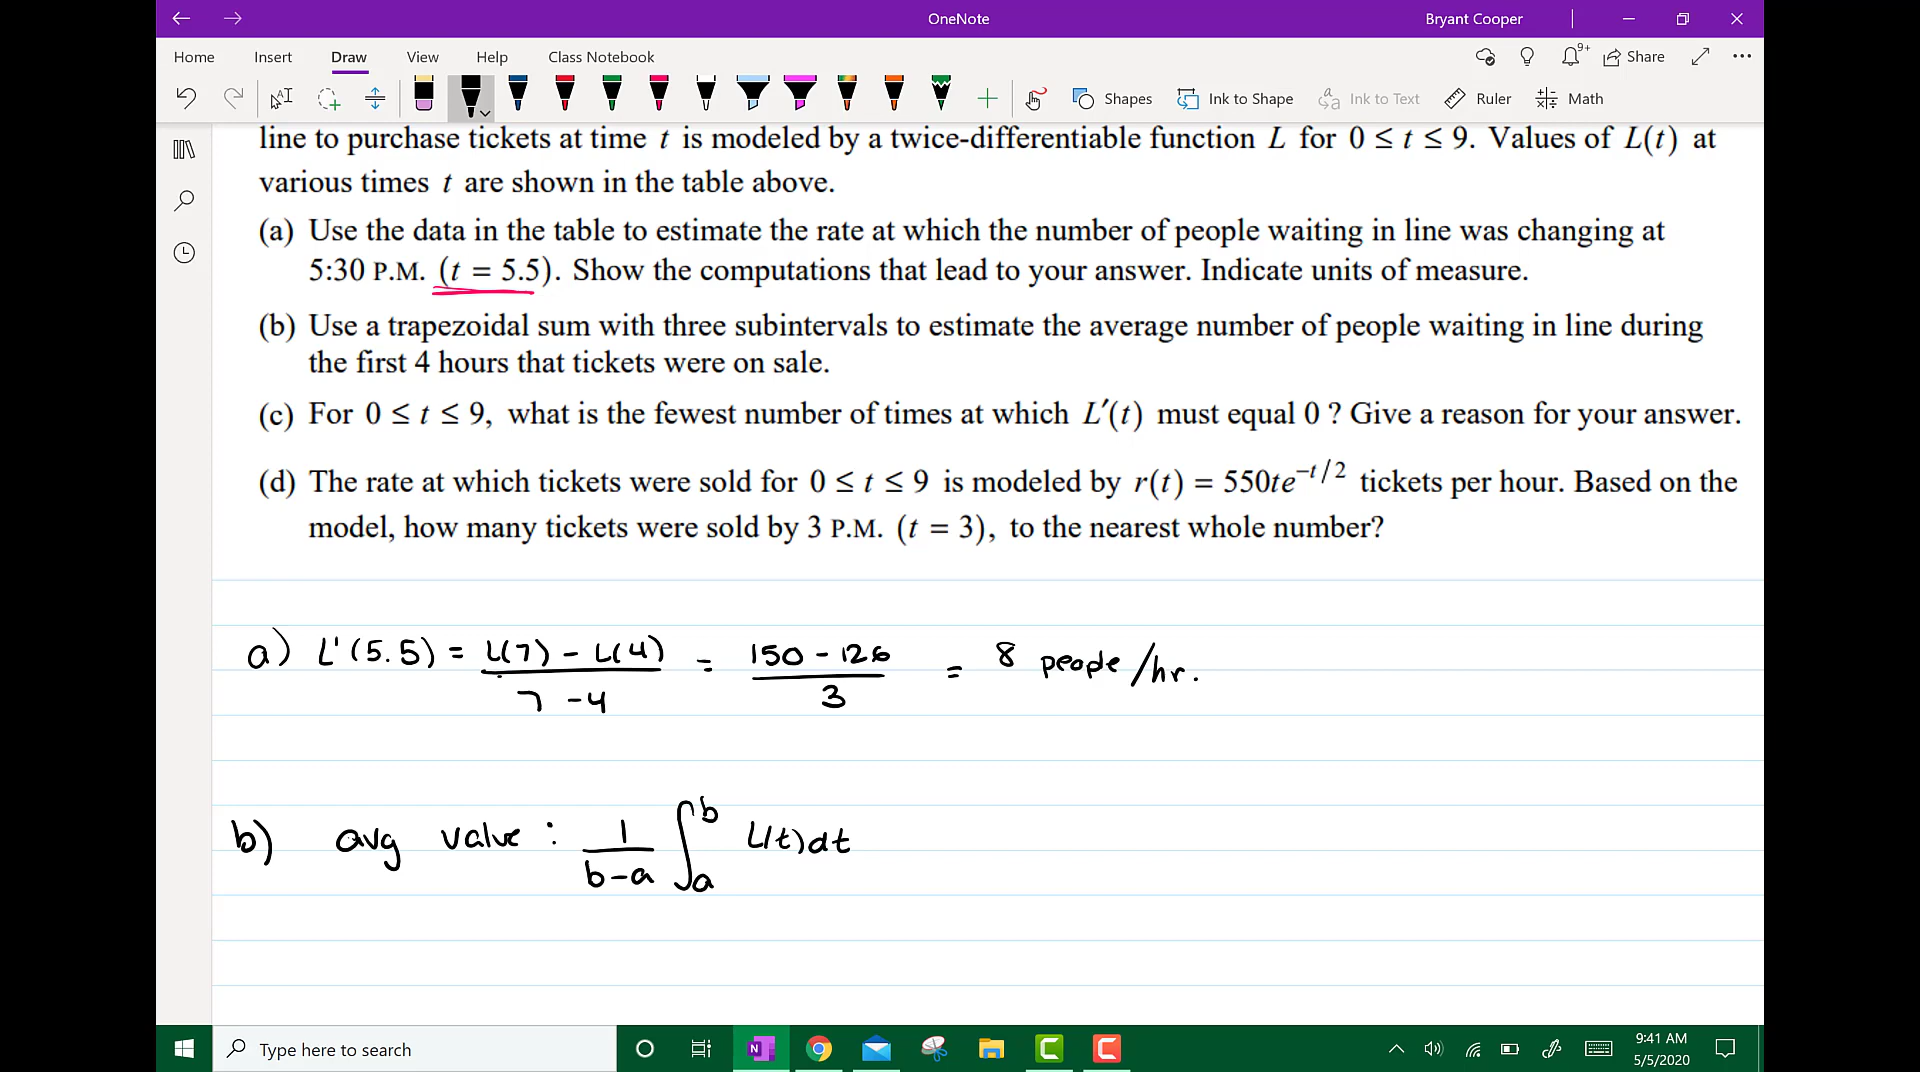 OneNote
Bryant Cooper
Home Insert Draw View Help Class Notebook
9+ Share
Shapes Ink to Shape Ink to Text Ruler Math
line to purchase tickets at time t is modeled by a twice-differentiable function L for 0 ≤ t ≤ 9. Values of L(t) at
various times t are shown in the table above.
(a) Use the data in the table to estimate the rate at which the number of people waiting in line was changing at
5:30 P.M. (t = 5.5). Show the computations that lead to your answer. Indicate units of measure.
(b) Use a trapezoidal sum with three subintervals to estimate the average number of people waiting in line during
the first 4 hours that tickets were on sale.
(c) For 0 ≤ t ≤ 9, what is the fewest number of times at which L′(t) must equal 0 ? Give a reason for your answer.
(d) The rate at which tickets were sold for 0 ≤ t ≤ 9 is modeled by r(t) = 550te^{−t/2} tickets per hour. Based on the
model, how many tickets were sold by 3 P.M. (t = 3), to the nearest whole number?
a) L'(5.5) = (L(7) − L(4))/(7 − 4) = (150 − 126)/3 = 8 people/hr.
b) avg value: 1/(b−a) ∫_a^b L(t)dt
Type here to search
9:41 AM
5/5/2020